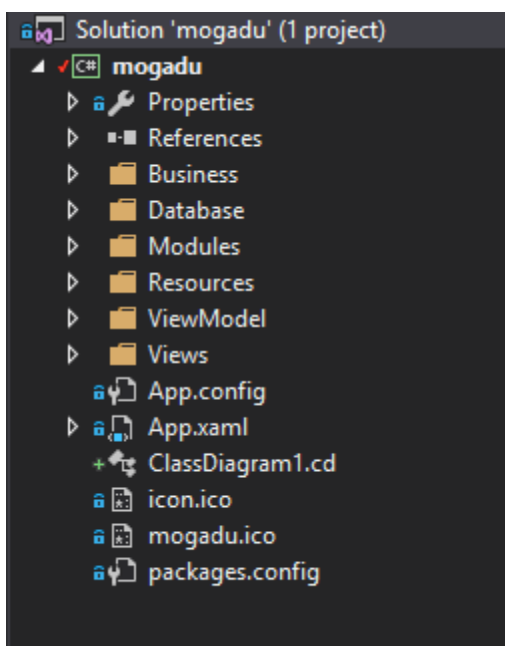 Solution 'mogadu' (1 project)
C# mogadu
Properties
References
Business
Database
Modules
Resources
ViewModel
Views
App.config
App.xaml
ClassDiagram1.cd
icon.ico
mogadu.ico
packages.config